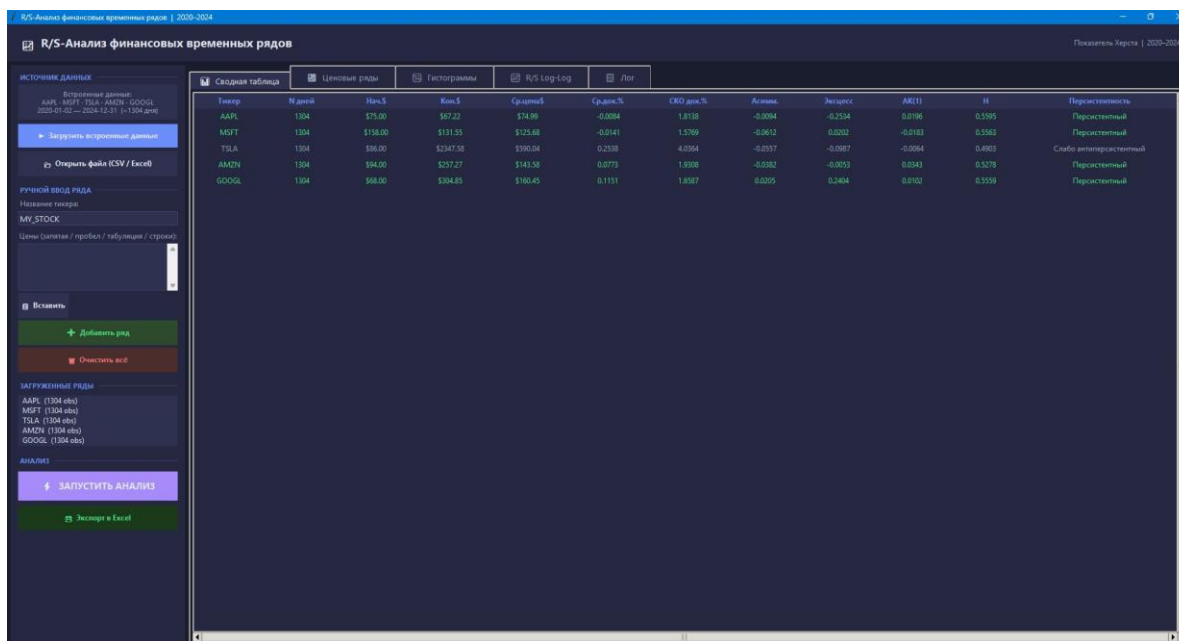 R/S-Анализ финансовых временных рядов | 2020-2024
R/S-Анализ финансовых временных рядов
Показатель Херста | 2020-2024
ИСТОЧНИК ДАННЫХ
Встроенные данные:
AAPL · MSFT · TSLA · AMZN · GOOGL
2020-01-02 — 2024-12-31 (~1304 дня)
Загрузить встроенные данные
Открыть файл (CSV / Excel)
РУЧНОЙ ВВОД РЯДА
Название тикера:
MY_STOCK
Цены (запятая / пробел / табуляция / строки):
Вставить
Добавить ряд
Очистить всё
ЗАГРУЖЕННЫЕ РЯДЫ
AAPL (1304 obs)
MSFT (1304 obs)
TSLA (1304 obs)
AMZN (1304 obs)
GOOGL (1304 obs)
АНАЛИЗ
ЗАПУСТИТЬ АНАЛИЗ
Экспорт в Excel
Сводная таблица Ценовые ряды Гистограммы R/S Log-Log Лог
Тикер N дней Нач.$ Кон.$ Ср.цена$ Ср.дох.% СКО дох.% Асимм. Эксцесс АК(1) H Персистентность
AAPL 1304 $75.00 $67.22 $74.99 -0.0084 1.8138 -0.0094 -0.2534 0.0196 0.5595 Персистентный
MSFT 1304 $158.00 $131.55 $125.68 -0.0141 1.5769 -0.0612 0.0202 -0.0183 0.5563 Персистентный
TSLA 1304 $86.00 $2347.58 $590.04 0.2538 4.0364 -0.0557 -0.0987 -0.0064 0.4903 Слабо антиперсистентный
AMZN 1304 $94.00 $257.27 $143.58 0.0773 1.9308 -0.0382 -0.0053 0.0343 0.5278 Персистентный
GOOGL 1304 $68.00 $304.85 $160.45 0.1151 1.6587 0.0205 0.2404 0.0102 0.5559 Персистентный